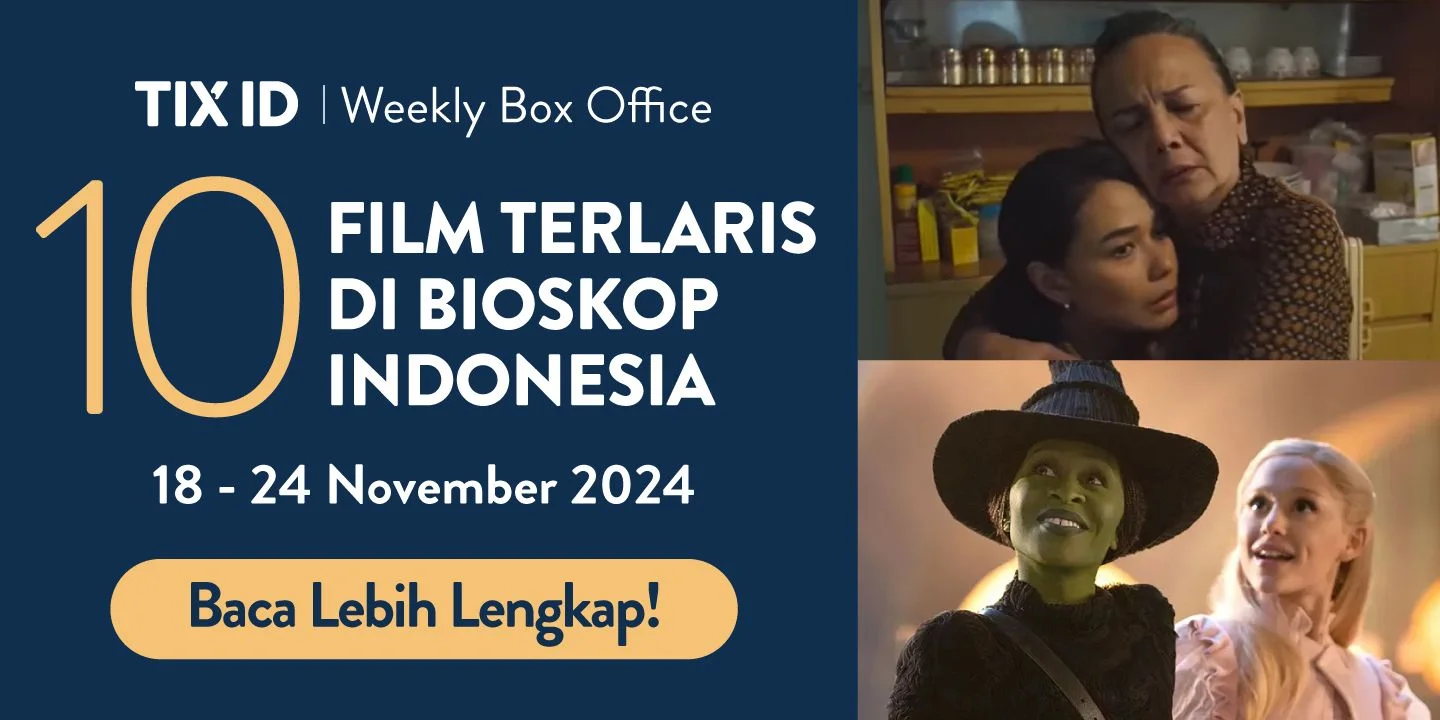 TIX ID | Weekly Box Office
10
FILM TERLARIS
DI BIOSKOP
INDONESIA
18 - 24 November 2024
Baca Lebih Lengkap!